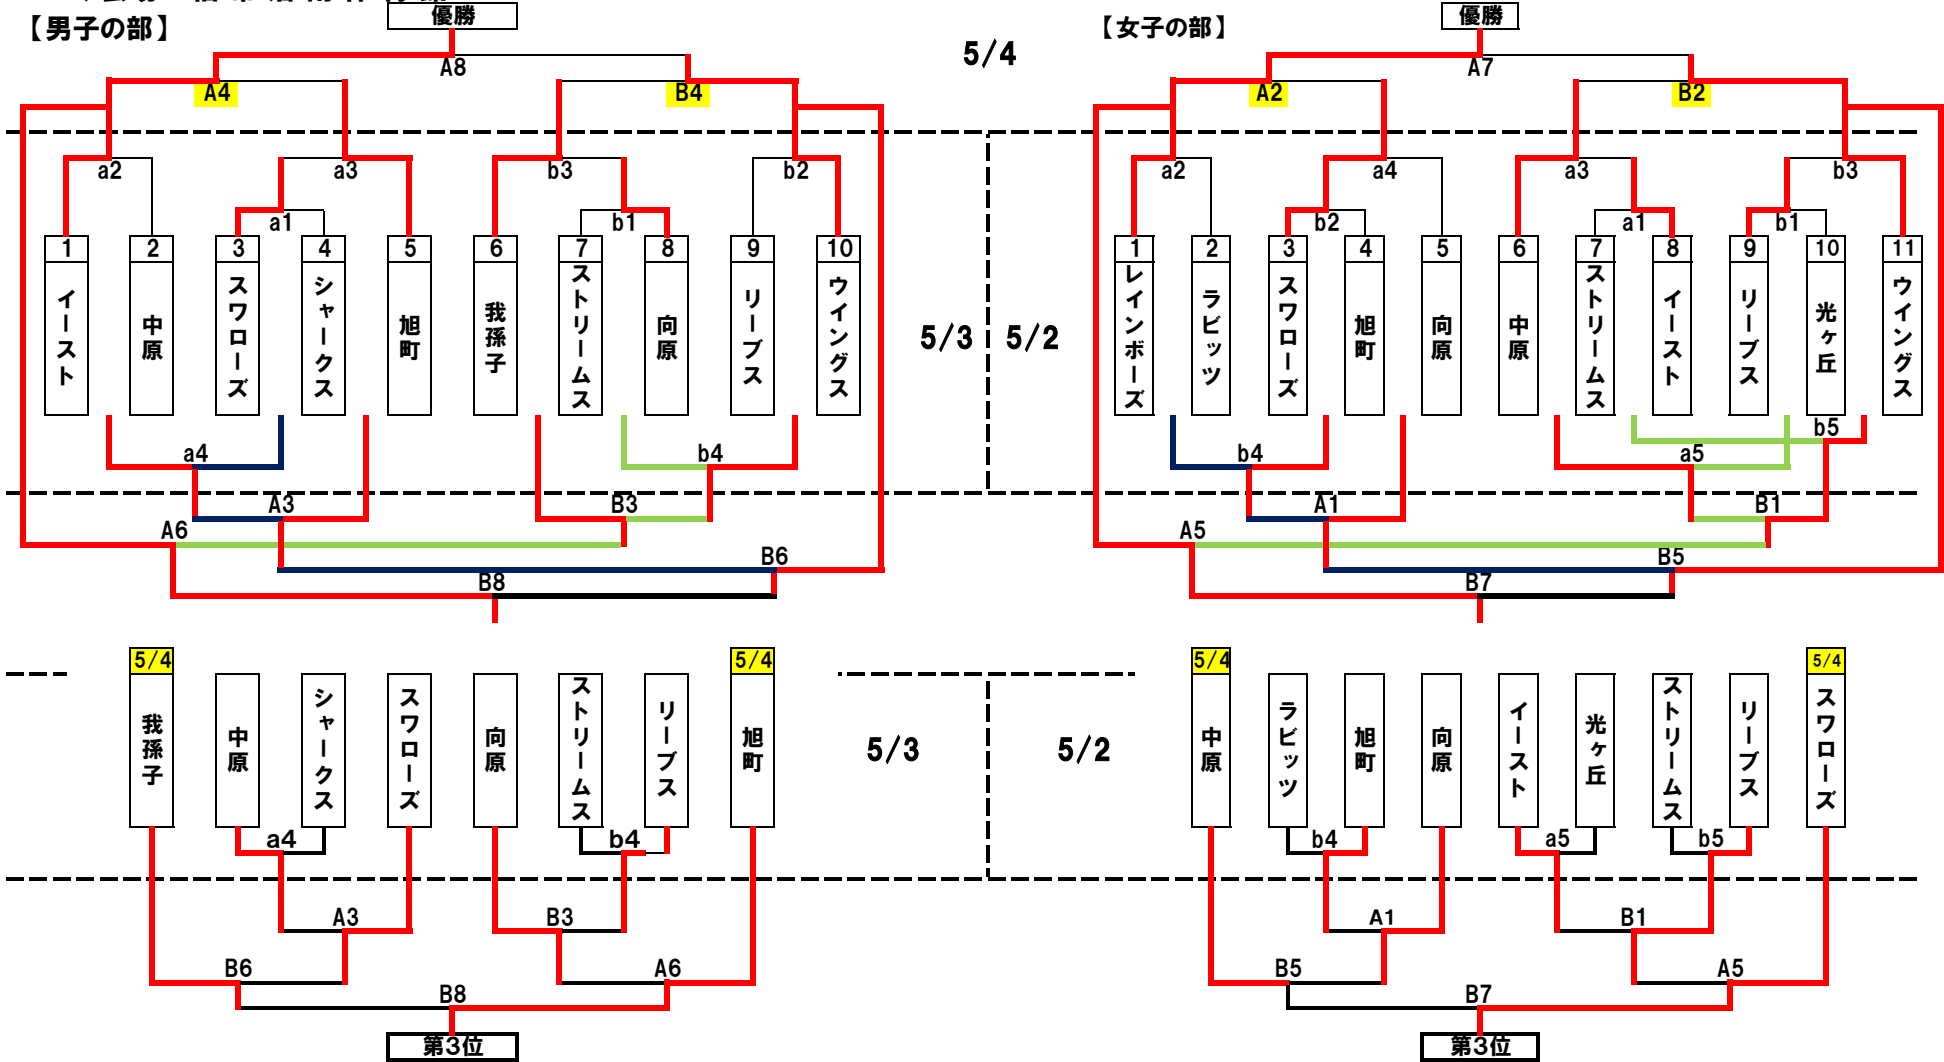 【男子の部】
優勝
5/4
【女子の部】
優勝
A8
A7
A4
B4
A2
B2
a2
a3
b3
b2
a2
a4
a3
b3
a1
b1
b2
a1
b1
1 2 3 4 5 6 7 8 9 10
1 2 3 4 5 6 7 8 9 10 11
イースト
中原
スワローズ
シャークス
旭町
我孫子
ストリームス
向原
リーブス
ウイングス
5/3
5/2
レインボーズ
ラビッツ
スワローズ
旭町
向原
中原
ストリームス
イースト
リーブス
光ヶ丘
ウイングス
b5
a4
b4
b4
a5
A3
B3
A1
B1
A6
A5
B6
B5
B8
B7
5/4
5/4
5/4
5/4
我孫子
中原
シャークス
スワローズ
向原
ストリームス
リーブス
旭町
5/3
5/2
中原
ラビッツ
旭町
向原
イースト
光ヶ丘
ストリームス
リーブス
スワローズ
a4
b4
b4
a5
b5
A3
B3
A1
B1
B6
A6
B5
A5
B8
B7
第3位
第3位